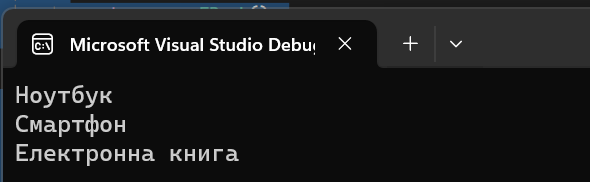 Microsoft Visual Studio Debug
Ноутбук
Смартфон
Електронна книга